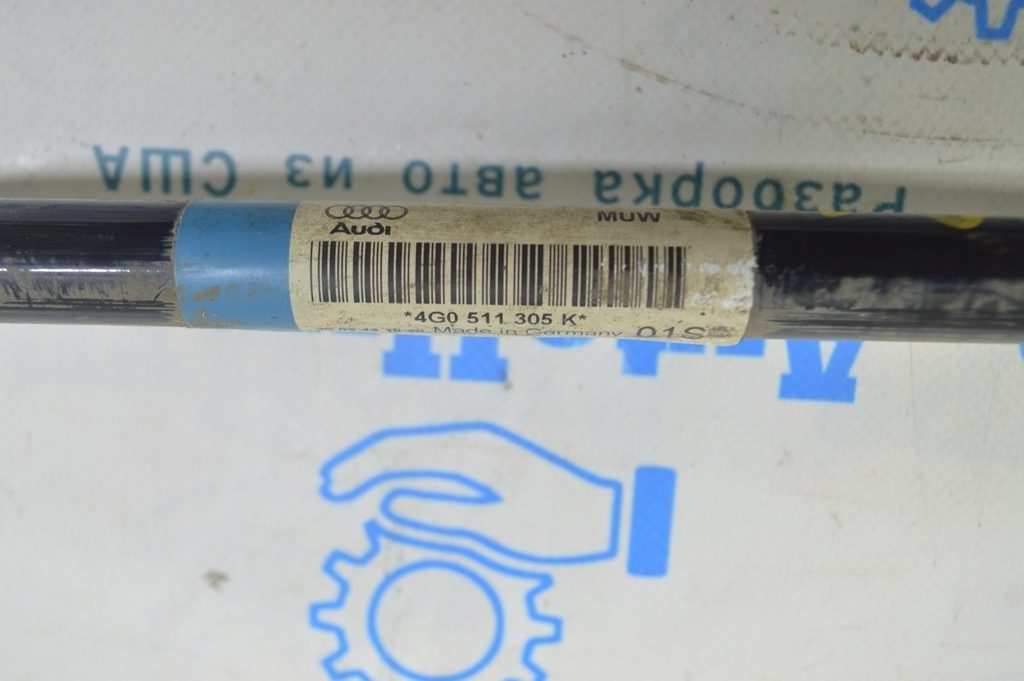 Разборка авто из США
Audi
MUW
*4G0 511 305 K*
Made in Germany 01S